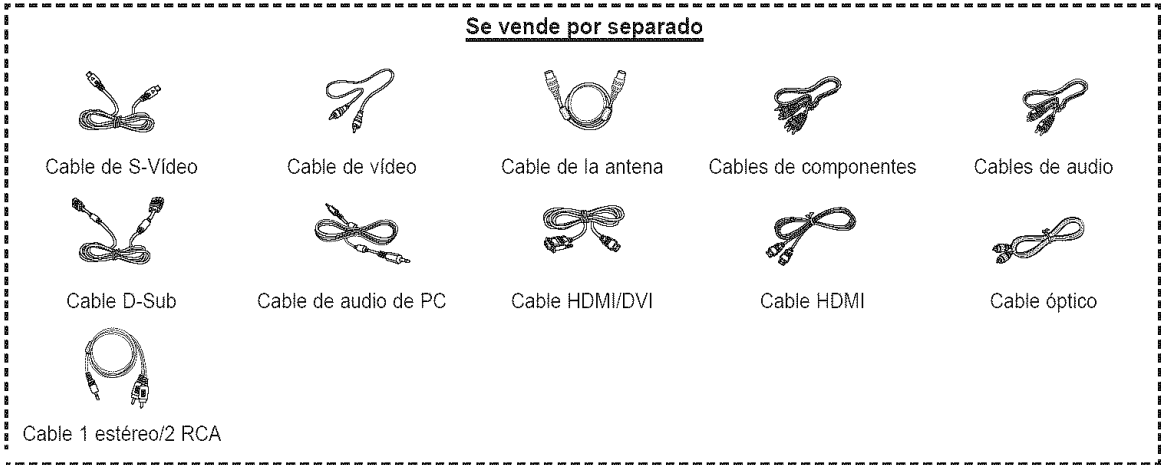 Se vende por separado
Cable de S-Vídeo
Cable de vídeo
Cable de la antena
Cables de componentes
Cables de audio
Cable D-Sub
Cable de audio de PC
Cable HDMI/DVI
Cable HDMI
Cable óptico
Cable 1 estéreo/2 RCA